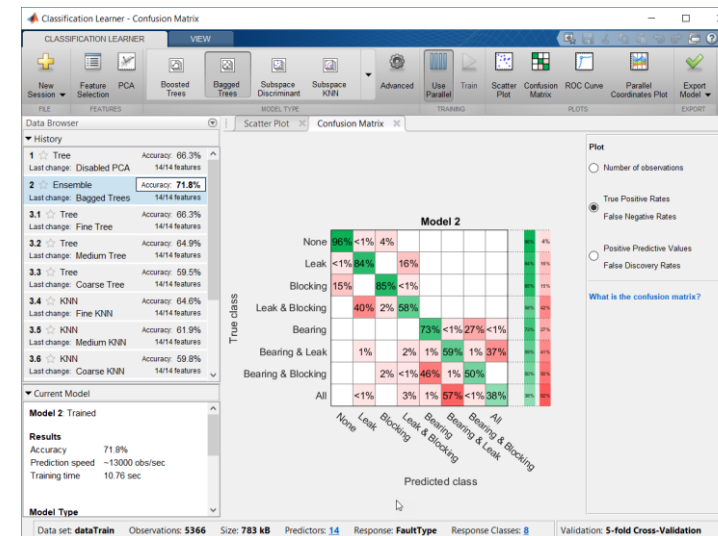 Classification Learner - Confusion Matrix
CLASSIFICATION LEARNER VIEW
New Session
Feature Selection
PCA
Boosted Trees
Bagged Trees
Subspace Discriminant
Subspace KNN
Advanced
Use Parallel
Train
Scatter Plot
Confusion Matrix
ROC Curve
Parallel Coordinates Plot
Export Model
FILE FEATURES MODEL TYPE TRAINING PLOTS EXPORT
Data Browser
History
1 Tree Accuracy: 66.3%
Last change: Disabled PCA 14/14 features
2 Ensemble Accuracy: 71.8%
Last change: Bagged Trees 14/14 features
3.1 Tree Accuracy: 66.3%
Last change: Fine Tree 14/14 features
3.2 Tree Accuracy: 64.9%
Last change: Medium Tree 14/14 features
3.3 Tree Accuracy: 59.5%
Last change: Coarse Tree 14/14 features
3.4 KNN Accuracy: 64.6%
Last change: Fine KNN 14/14 features
3.5 KNN Accuracy: 61.9%
Last change: Medium KNN 14/14 features
3.6 KNN Accuracy: 59.8%
Last change: Coarse KNN 14/14 features
Current Model
Model 2: Trained
Results
Accuracy 71.8%
Prediction speed ~13000 obs/sec
Training time 10.76 sec
Model Type
Scatter Plot Confusion Matrix
Model 2
True class
None 96% <1% 4%
Leak <1% 84% 16%
Blocking 15% 85% <1%
Leak & Blocking 40% 2% 58%
Bearing 73% <1% 27% <1%
Bearing & Leak 1% 2% 1% 59% 1% 37%
Bearing & Blocking 2% <1% 46% 1% 50%
All <1% 3% 1% 57% <1% 38%
None
Leak
Blocking
Leak & Blocking
Bearing
Bearing & Leak
Bearing & Blocking
All
Predicted class
Plot
Number of observations
True Positive Rates
False Negative Rates
Positive Predictive Values
False Discovery Rates
What is the confusion matrix?
Data set: dataTrain Observations: 5366 Size: 783 kB Predictors: 14 Response: FaultType Response Classes: 8 Validation: 5-fold Cross-Validation